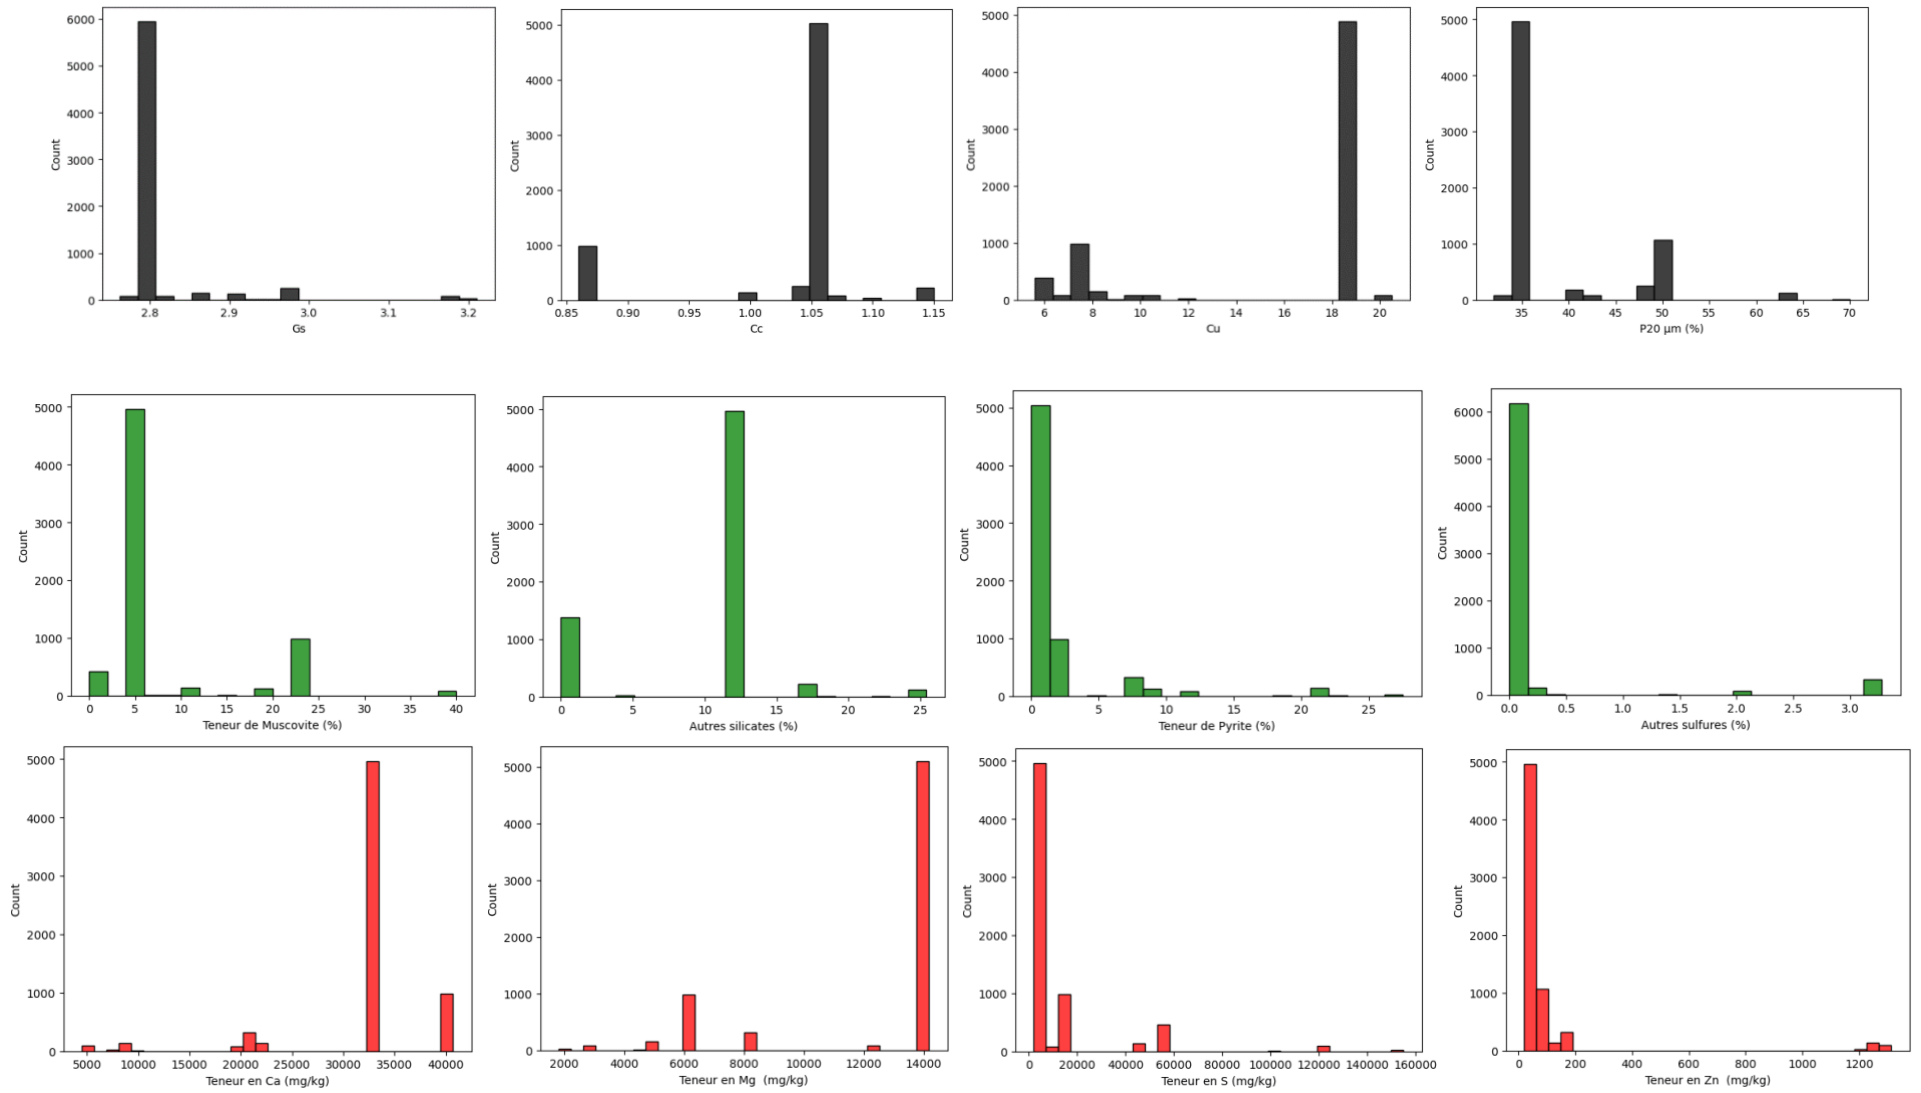 6000
5000
4000
3000
2000
1000
0
Count
2.8 2.9 3.0 3.1 3.2
Gs
5000
4000
3000
2000
1000
0
Count
0.85 0.90 0.95 1.00 1.05 1.10 1.15
Cc
5000
4000
3000
2000
1000
0
Count
6 8 10 12 14 16 18 20
Cu
5000
4000
3000
2000
1000
0
Count
35 40 45 50 55 60 65 70
P20 µm (%)
5000
4000
3000
2000
1000
0
Count
0 5 10 15 20 25 30 35 40
Teneur de Muscovite (%)
5000
4000
3000
2000
1000
0
Count
0 5 10 15 20 25
Autres silicates (%)
5000
4000
3000
2000
1000
0
Count
0 5 10 15 20 25
Teneur de Pyrite (%)
6000
5000
4000
3000
2000
1000
0
Count
0.0 0.5 1.0 1.5 2.0 2.5 3.0
Autres sulfures (%)
5000
4000
3000
2000
1000
0
Count
5000 10000 15000 20000 25000 30000 35000 40000
Teneur en Ca (mg/kg)
5000
4000
3000
2000
1000
0
Count
2000 4000 6000 8000 10000 12000 14000
Teneur en Mg (mg/kg)
5000
4000
3000
2000
1000
0
Count
0 20000 40000 60000 80000 100000 120000 140000 160000
Teneur en S (mg/kg)
5000
4000
3000
2000
1000
0
Count
0 200 400 600 800 1000 1200
Teneur en Zn (mg/kg)